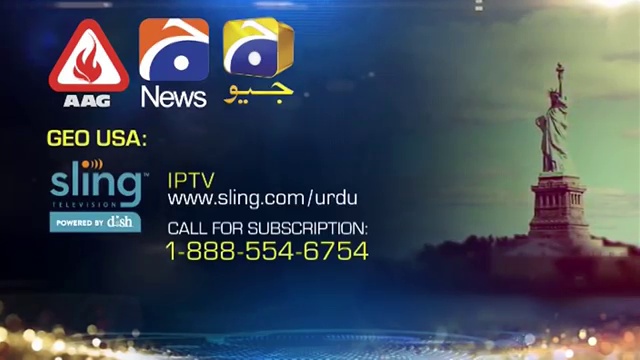 AAG
News
جیو
GEO USA:
sling
TELEVISION
POWERED BY dish
IPTV
www.sling.com/urdu
CALL FOR SUBSCRIPTION:
1-888-554-6754